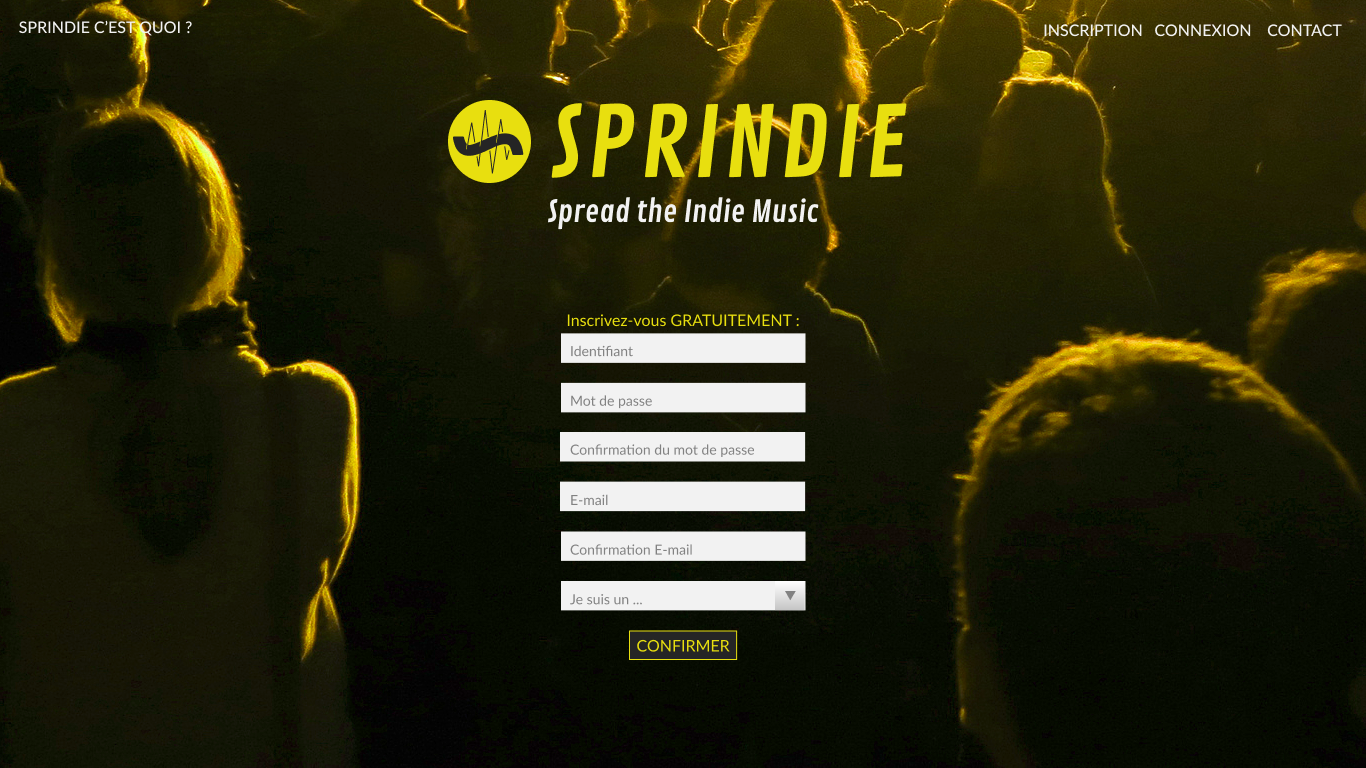 SPRINDIE C'EST QUOI ?
INSCRIPTION CONNEXION CONTACT
SPRINDIE
Spread the Indie Music
Inscrivez-vous GRATUITEMENT :
Identifiant
Mot de passe
Confirmation du mot de passe
E-mail
Confirmation E-mail
Je suis un ...
CONFIRMER